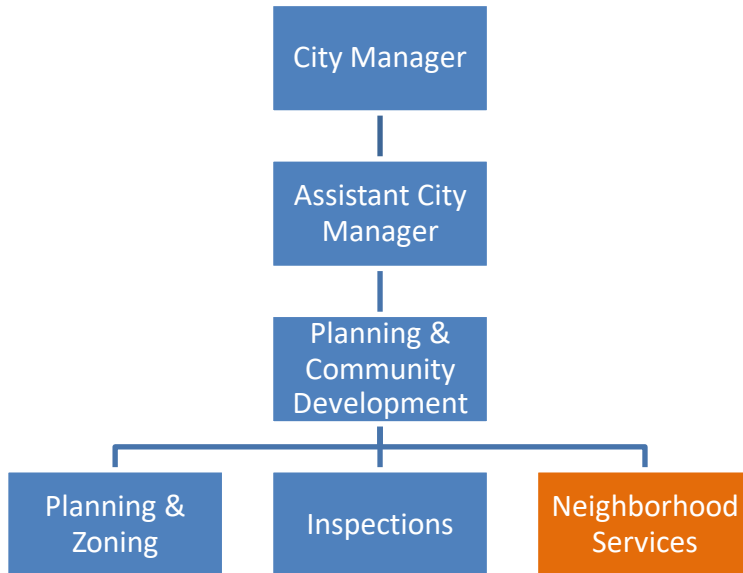 City Manager
Assistant City
Manager
Planning &
Community
Development
Planning &
Zoning
Inspections
Neighborhood
Services